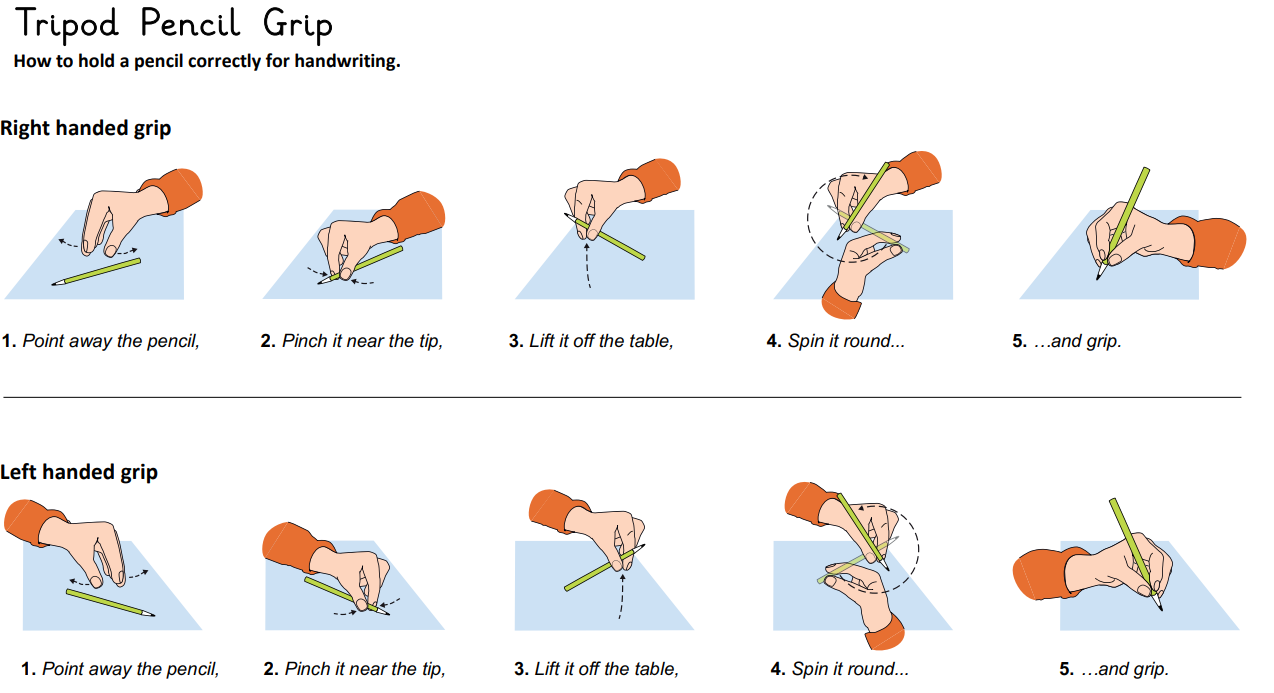 Tripod Pencil Grip
How to hold a pencil correctly for handwriting.
Right handed grip
1. Point away the pencil,
2. Pinch it near the tip,
3. Lift it off the table,
4. Spin it round...
5. ...and grip.
Left handed grip
1. Point away the pencil,
2. Pinch it near the tip,
3. Lift it off the table,
4. Spin it round...
5. ...and grip.